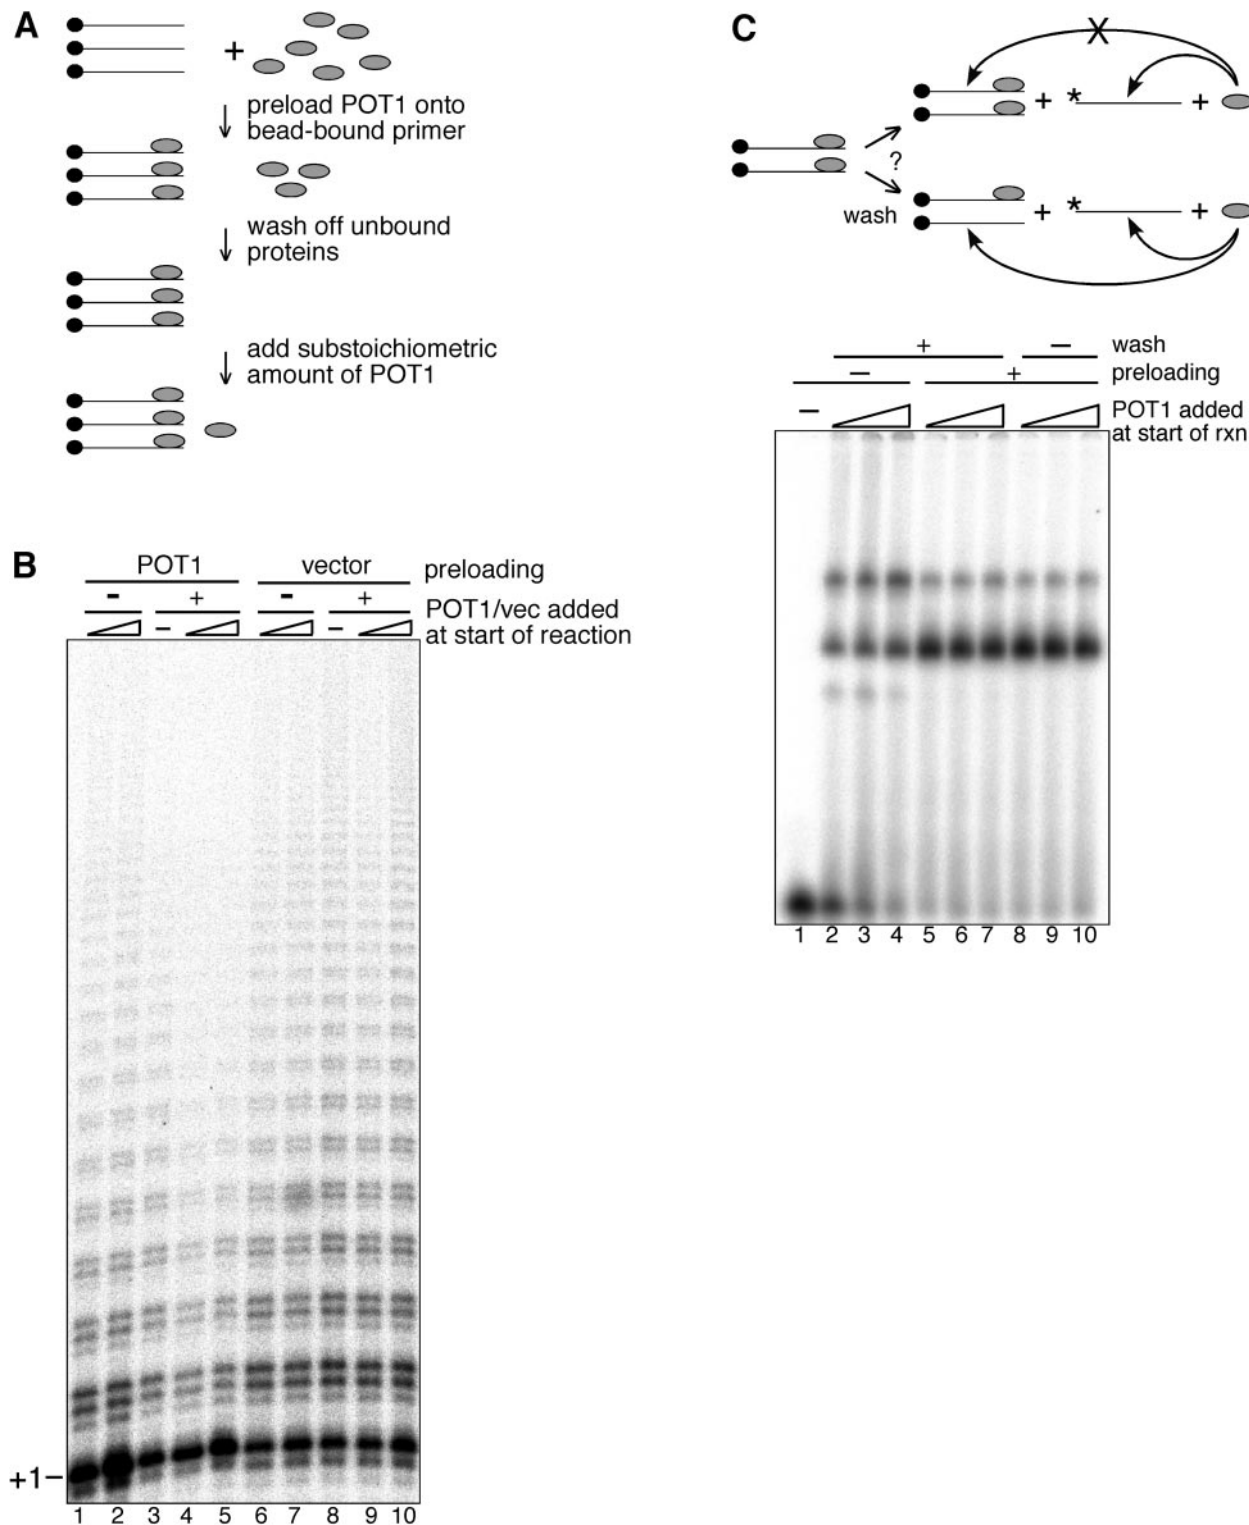 A
+
preload POT1 onto
bead-bound primer
wash off unbound
proteins
add substoichiometric
amount of POT1
B
POT1 vector preloading
- + - + POT1/vec added
- - at start of reaction
+1-
1 2 3 4 5 6 7 8 9 10
C
X
+ * +
?
wash + * +
+ - wash
- + preloading
- POT1 added
at start of rxn
1 2 3 4 5 6 7 8 9 10